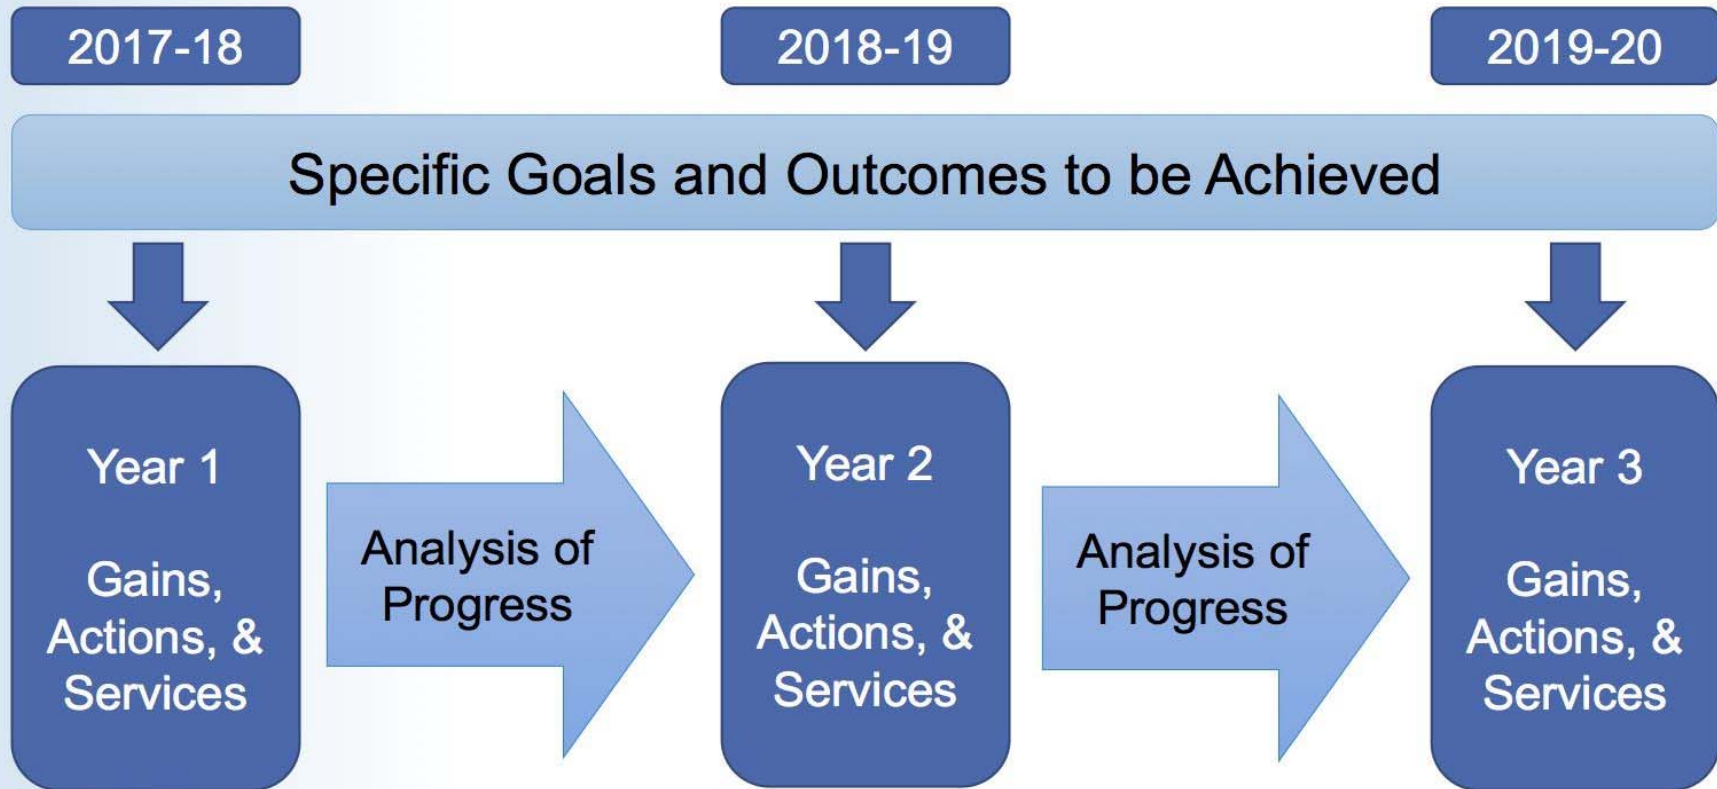 2017-18
2018-19
2019-20
Specific Goals and Outcomes to be Achieved
Year 1
Gains,
Actions, &
Services
Analysis of
Progress
Year 2
Gains,
Actions, &
Services
Analysis of
Progress
Year 3
Gains,
Actions, &
Services